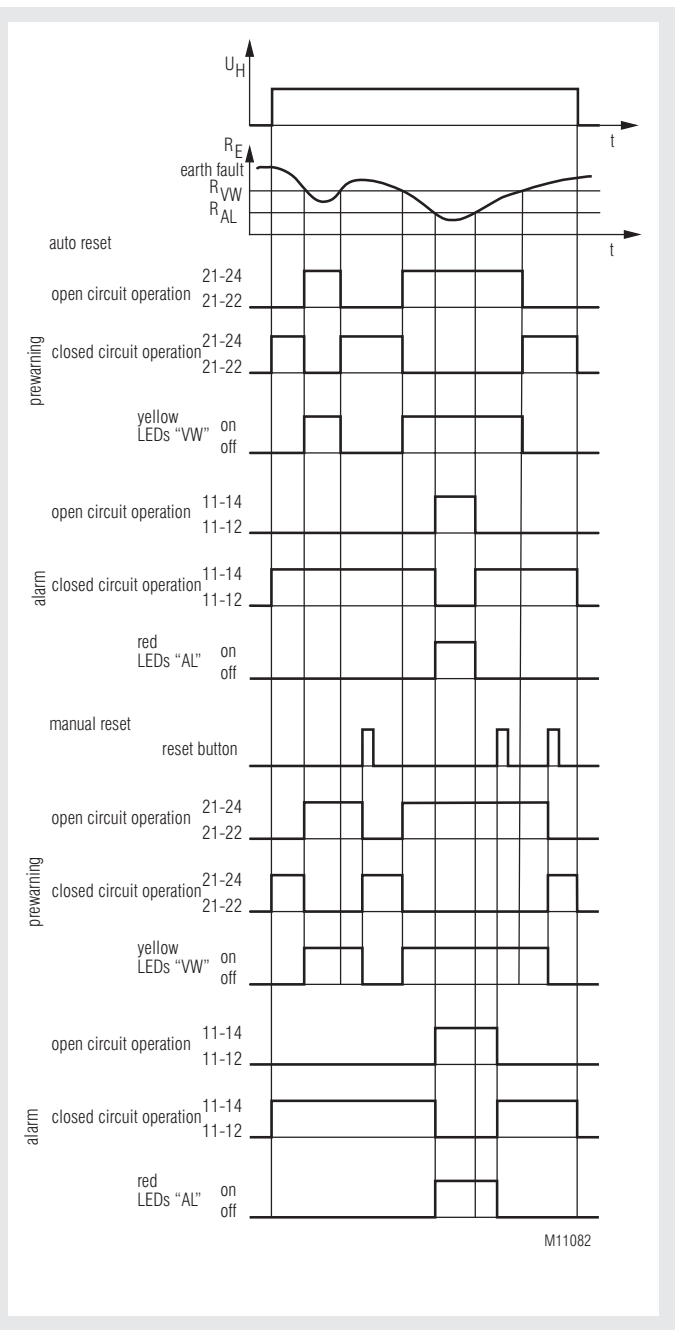 UH
t
RE
earth fault
RVW
RAL
t
auto reset
21-24
open circuit operation 21-22
prewarning
closed circuit operation 21-24
21-22
yellow
LEDs “VW” on
off
11-14
open circuit operation
11-12
alarm
closed circuit operation 11-14
11-12
red
LEDs “AL” on
off
manual reset
reset button
21-24
open circuit operation
21-22
prewarning
closed circuit operation 21-24
21-22
yellow
LEDs “VW” on
off
11-14
open circuit operation
11-12
alarm
closed circuit operation 11-14
11-12
red
LEDs “AL” on
off
M11082